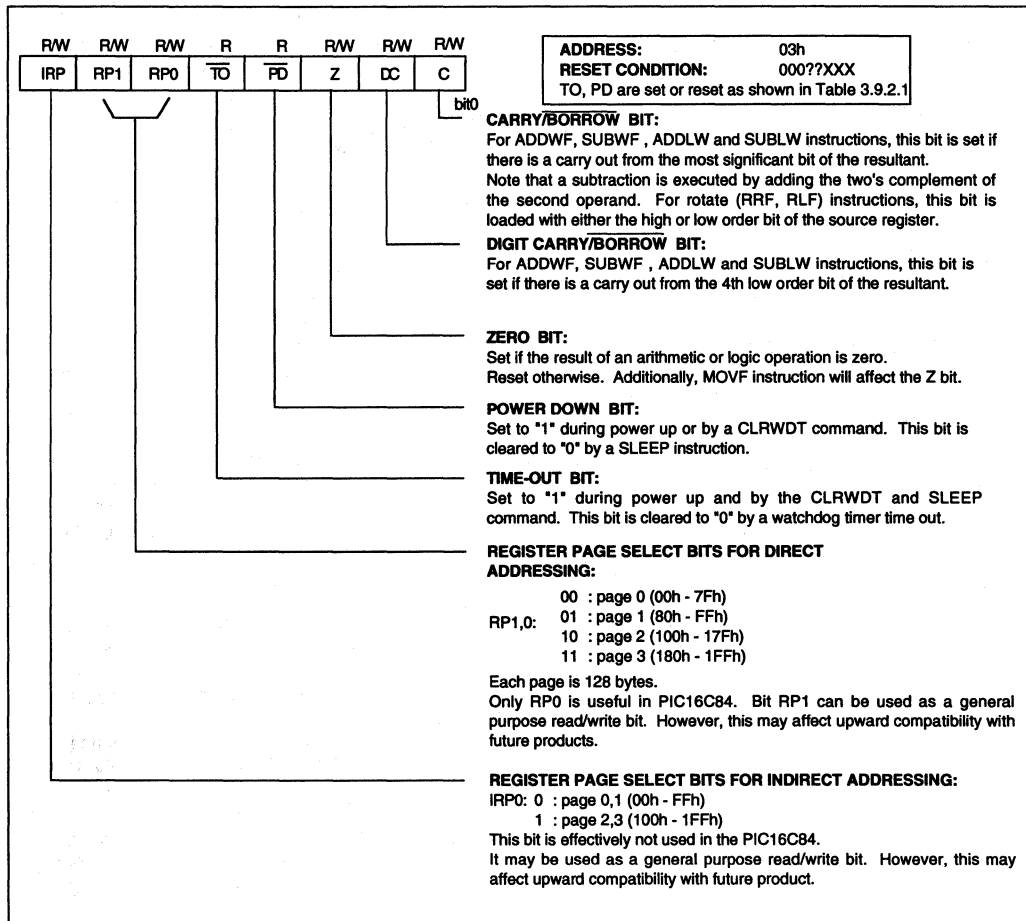 R/W R/W R/W R R R/W R/W R/W
IRP RP1 RP0 TO PD Z DC C
bit0
ADDRESS: 03h
RESET CONDITION: 000??XXX
TO, PD are set or reset as shown in Table 3.9.2.1
CARRY/BORROW BIT:
For ADDWF, SUBWF , ADDLW and SUBLW instructions, this bit is set if
there is a carry out from the most significant bit of the resultant.
Note that a subtraction is executed by adding the two's complement of
the second operand. For rotate (RRF, RLF) instructions, this bit is
loaded with either the high or low order bit of the source register.
DIGIT CARRY/BORROW BIT:
For ADDWF, SUBWF , ADDLW and SUBLW instructions, this bit is
set if there is a carry out from the 4th low order bit of the resultant.
ZERO BIT:
Set if the result of an arithmetic or logic operation is zero.
Reset otherwise. Additionally, MOVF instruction will affect the Z bit.
POWER DOWN BIT:
Set to "1" during power up or by a CLRWDT command. This bit is
cleared to "0" by a SLEEP instruction.
TIME-OUT BIT:
Set to "1" during power up and by the CLRWDT and SLEEP
command. This bit is cleared to "0" by a watchdog timer time out.
REGISTER PAGE SELECT BITS FOR DIRECT
ADDRESSING:
00 : page 0 (00h - 7Fh)
RP1,0: 01 : page 1 (80h - FFh)
10 : page 2 (100h - 17Fh)
11 : page 3 (180h - 1FFh)
Each page is 128 bytes.
Only RP0 is useful in PIC16C84. Bit RP1 can be used as a general
purpose read/write bit. However, this may affect upward compatibility with
future products.
REGISTER PAGE SELECT BITS FOR INDIRECT ADDRESSING:
IRP0: 0 : page 0,1 (00h - FFh)
1 : page 2,3 (100h - 1FFh)
This bit is effectively not used in the PIC16C84.
It may be used as a general purpose read/write bit. However, this may
affect upward compatibility with future product.